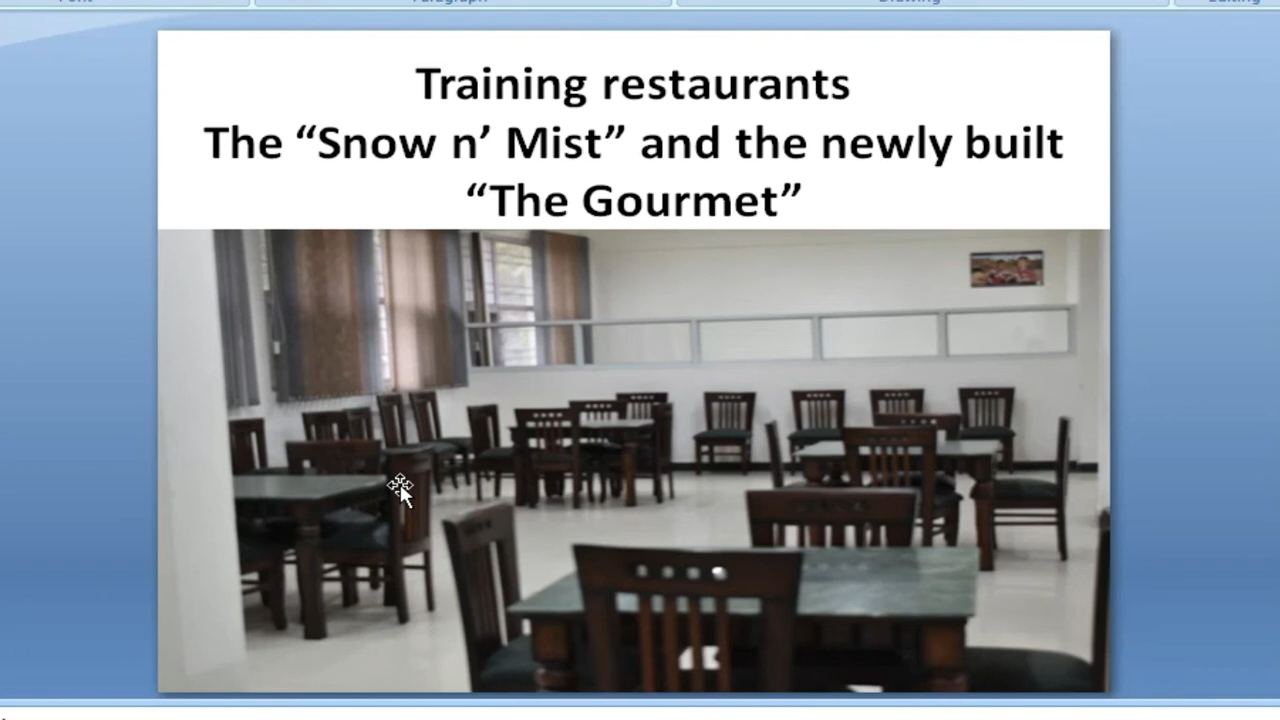 Training restaurants
The “Snow n’ Mist” and the newly built
“The Gourmet”